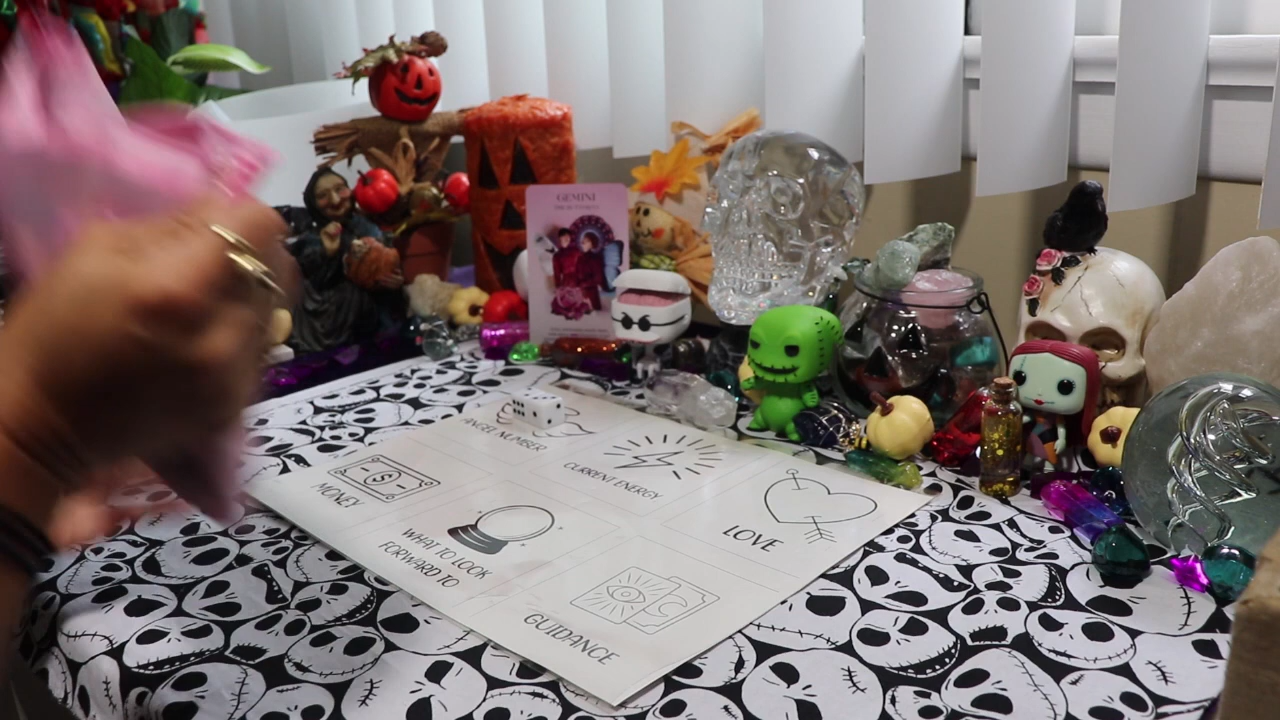 GEMINI
ANGEL NUMBER
CURRENT ENERGY
LOVE
MONEY
WHAT TO LOOK
FORWARD TO
GUIDANCE